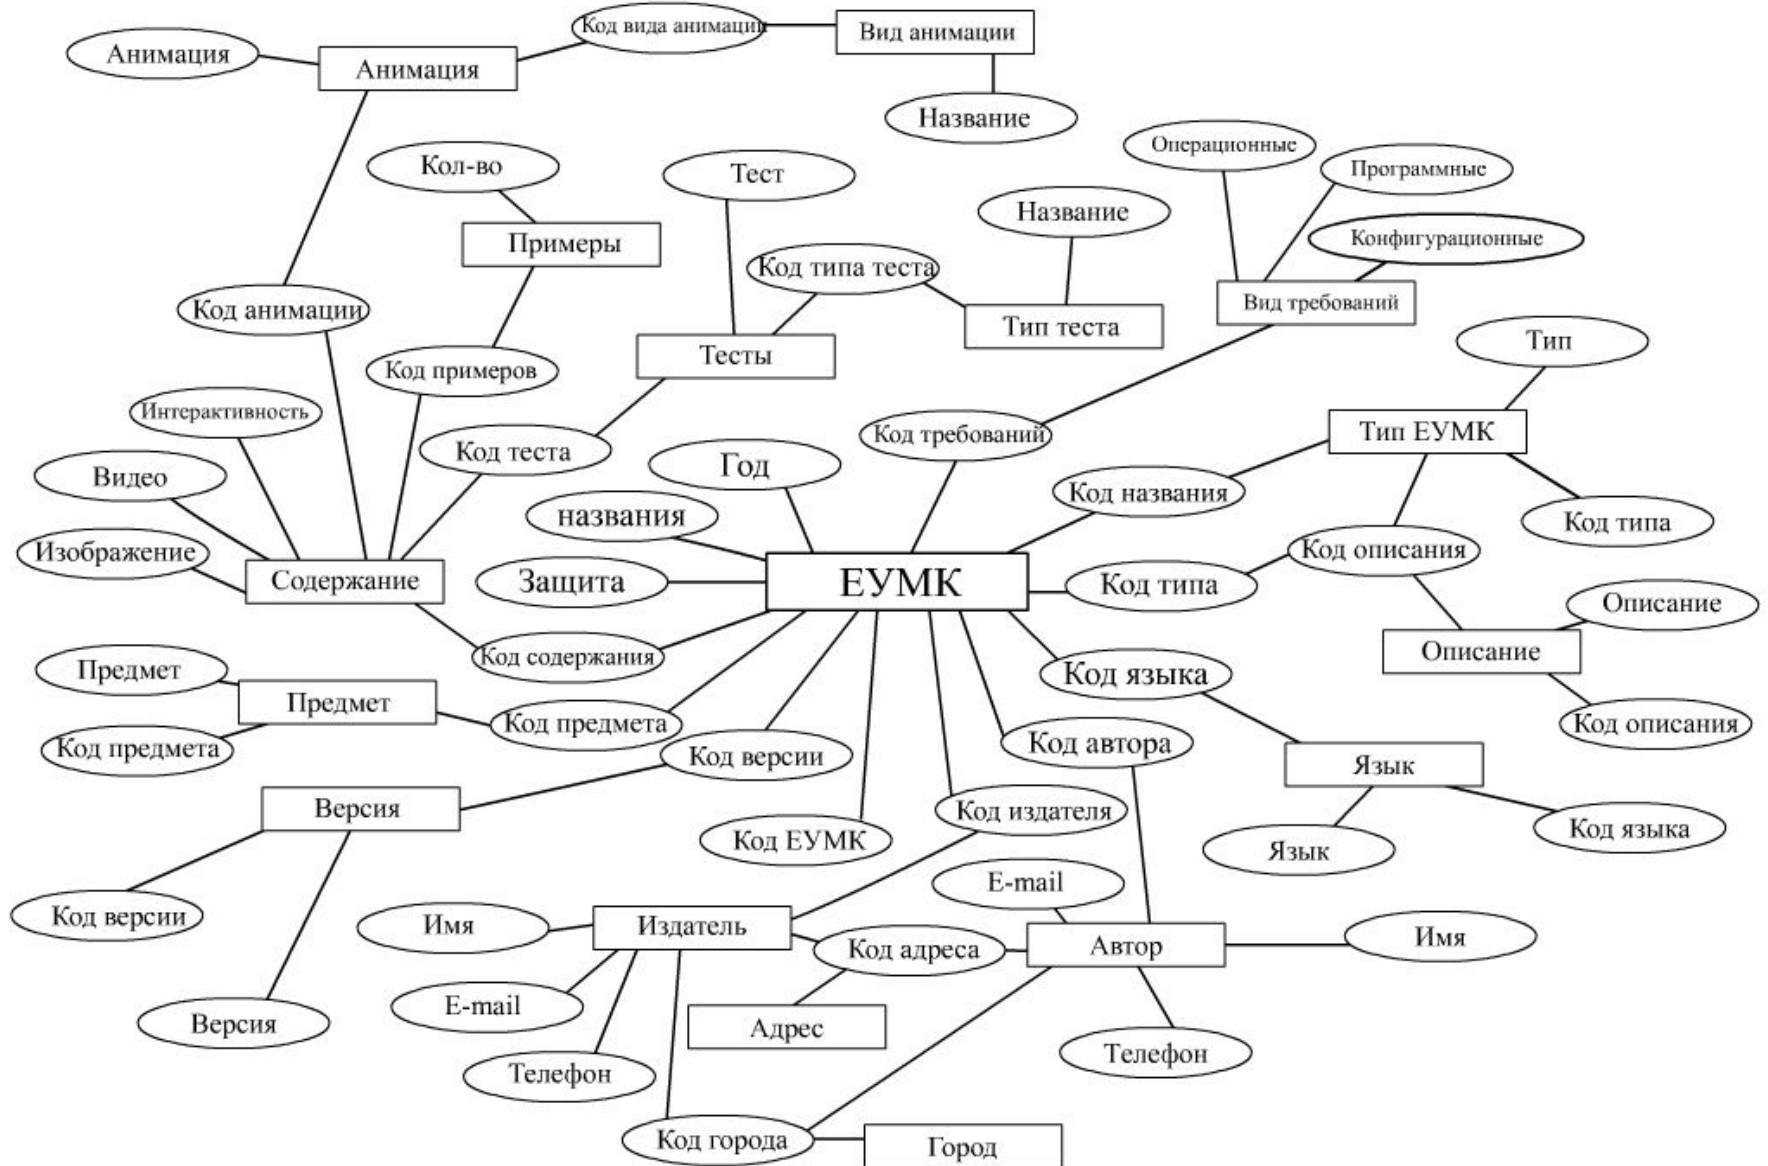 Код вида анимации
Вид анимации
Анимация
Анимация
Название
Операционные
Программные
Кол-во
Тест
Название
Примеры
Конфигурационные
Код типа теста
Вид требований
Код анимации
Тип теста
Тип
Тесты
Код примеров
Интерактивность
Код требований
Тип ЕУМК
Код теста
Год
Видео
Код названия
названия
Код типа
Изображение
Код описания
Содержание
Защита
ЕУМК
Код типа
Описание
Описание
Код содержания
Предмет
Код языка
Предмет
Код предмета
Код описания
Код предмета
Код версии
Код автора
Язык
Версия
Код издателя
Код ЕУМК
Код языка
Язык
E-mail
Код версии
Имя
Издатель
Код адреса
Автор
Имя
E-mail
Версия
Адрес
Телефон
Телефон
Код города
Город